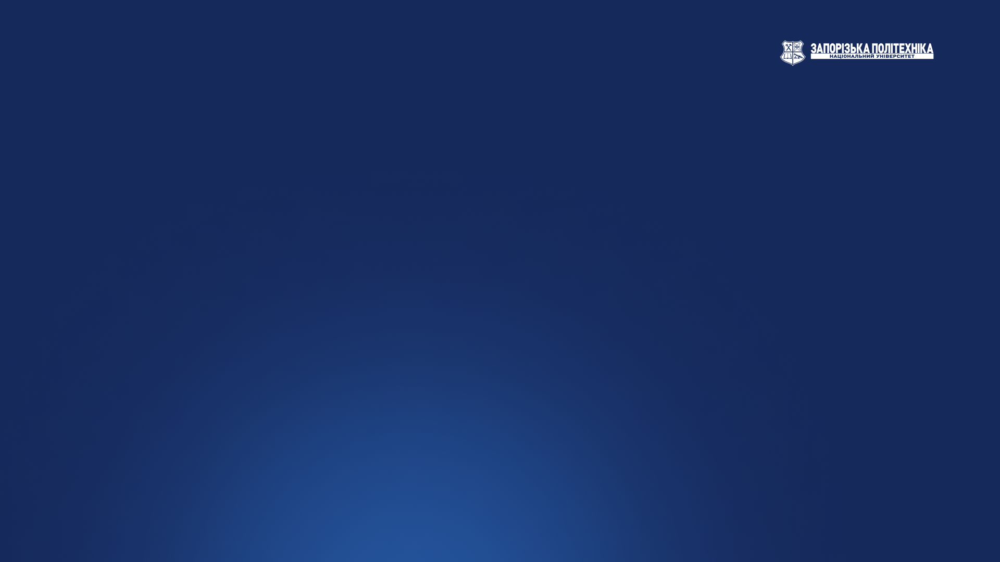 ЗАПОРІЗЬКА ПОЛІТЕХНІКА
НАЦІОНАЛЬНИЙ УНІВЕРСИТЕТ